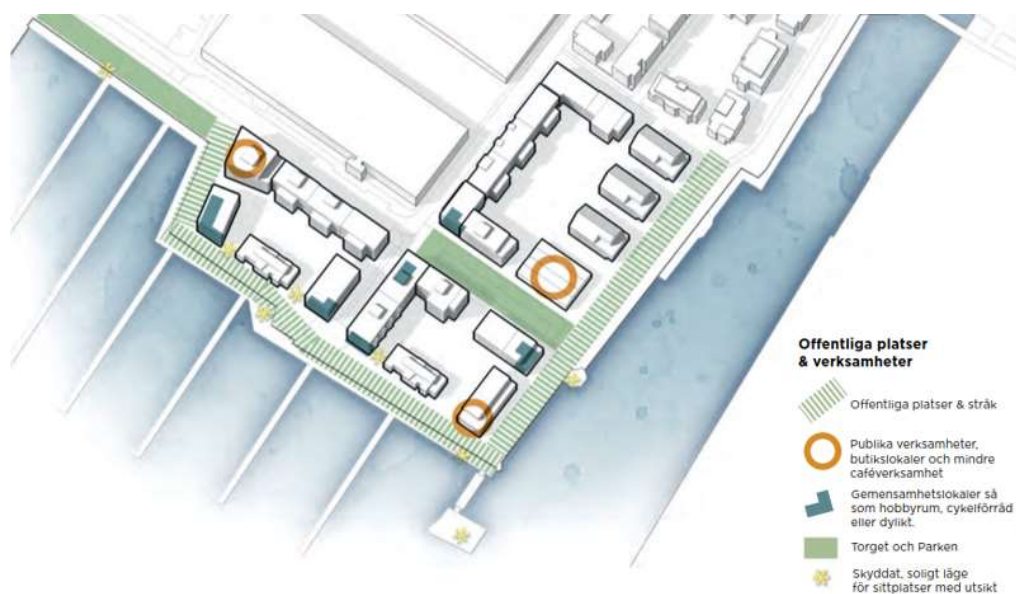 Offentliga platser
& verksamheter
Offentliga platser & stråk
Publika verksamheter,
butikslokaler och mindre
caféverksamhet
Gemensamhetslokaler så
som hobbyrum, cykelförråd
eller dylikt.
Torget och Parken
Skyddat, soligt läge
för sittplatser med utsikt